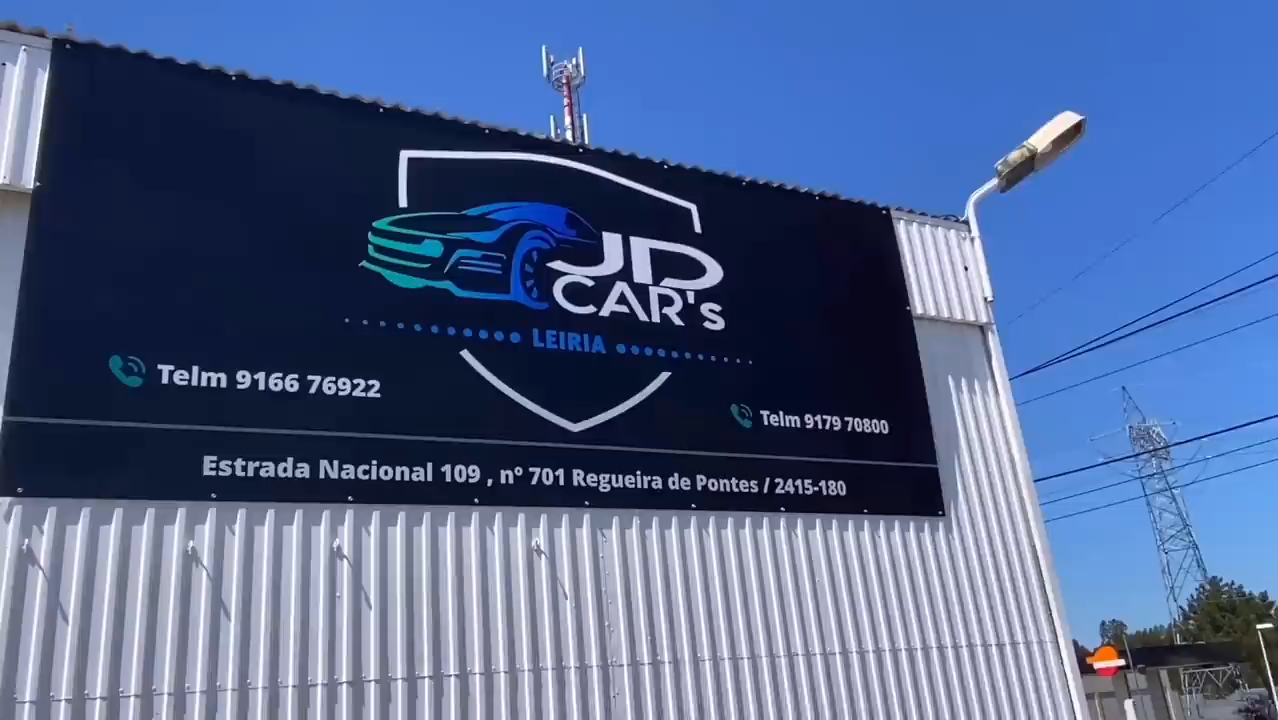 JD
CAR's
LEIRIA
Telm 9166 76922
Telm 9179 70800
Estrada Nacional 109 , nº 701 Regueira de Pontes / 2415-180